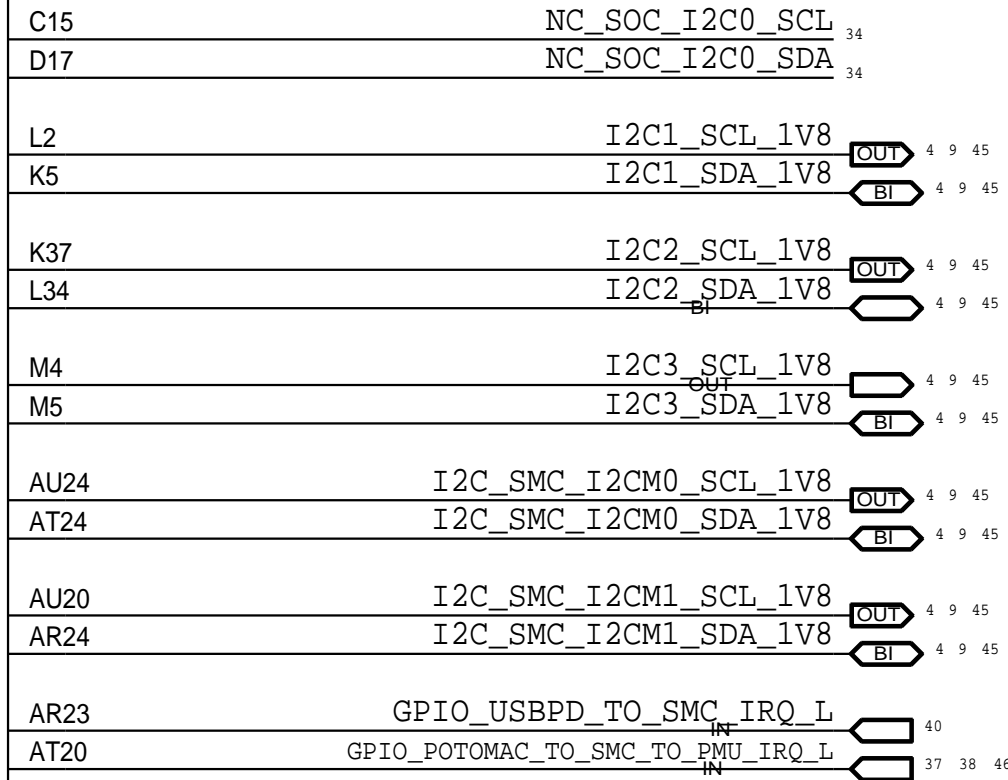 C15 NC_SOC_I2C0_SCL 34
D17 NC_SOC_I2C0_SDA 34
L2 I2C1_SCL_1V8 OUT 4 9 45
K5 I2C1_SDA_1V8 BI 4 9 45
K37 I2C2_SCL_1V8 OUT 4 9 45
L34 I2C2_SDA_1V8 4 9 45
BI
M4 I2C3_SCL_1V8 4 9 45
OUT
M5 I2C3_SDA_1V8 BI 4 9 45
AU24 I2C_SMC_I2CM0_SCL_1V8 OUT 4 9 45
AT24 I2C_SMC_I2CM0_SDA_1V8 BI 4 9 45
AU20 I2C_SMC_I2CM1_SCL_1V8 OUT 4 9 45
AR24 I2C_SMC_I2CM1_SDA_1V8 BI 4 9 45
AR23 GPIO_USBPD_TO_SMC_IRQ_L 40
IN
AT20 GPIO_POTOMAC_TO_SMC_TO_PMU_IRQ_L 37 38 46
IN